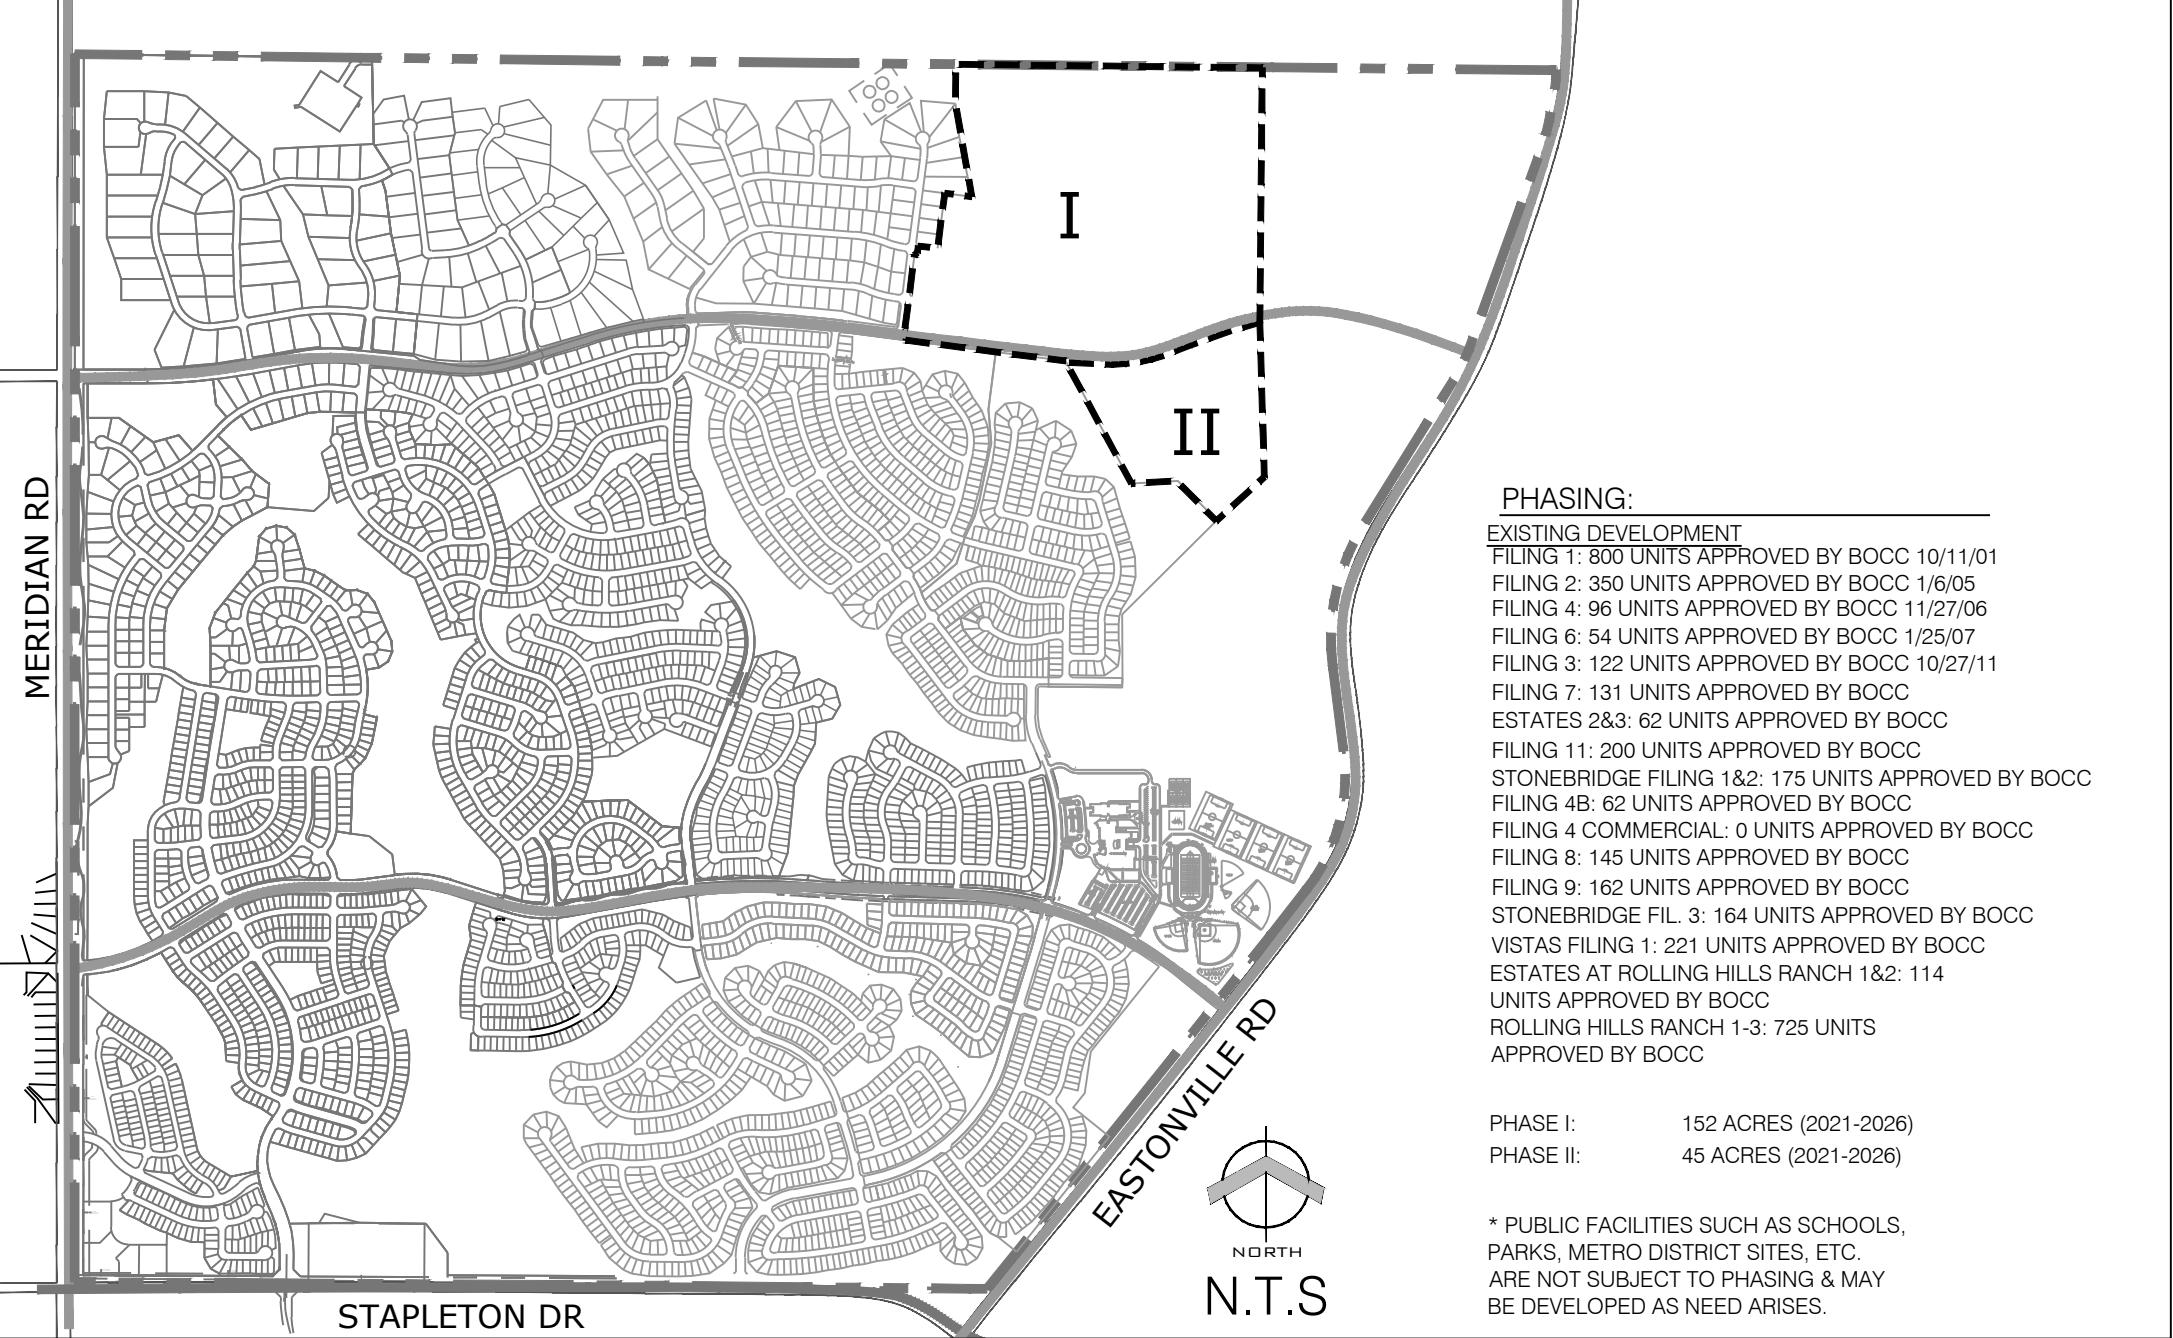 I
II
MERIDIAN RD
EASTONVILLE RD
STAPLETON DR
NORTH
N.T.S
PHASING:
EXISTING DEVELOPMENT
FILING 1: 800 UNITS APPROVED BY BOCC 10/11/01
FILING 2: 350 UNITS APPROVED BY BOCC 1/6/05
FILING 4: 96 UNITS APPROVED BY BOCC 11/27/06
FILING 6: 54 UNITS APPROVED BY BOCC 1/25/07
FILING 3: 122 UNITS APPROVED BY BOCC 10/27/11
FILING 7: 131 UNITS APPROVED BY BOCC
ESTATES 2&3: 62 UNITS APPROVED BY BOCC
FILING 11: 200 UNITS APPROVED BY BOCC
STONEBRIDGE FILING 1&2: 175 UNITS APPROVED BY BOCC
FILING 4B: 62 UNITS APPROVED BY BOCC
FILING 4 COMMERCIAL: 0 UNITS APPROVED BY BOCC
FILING 8: 145 UNITS APPROVED BY BOCC
FILING 9: 162 UNITS APPROVED BY BOCC
STONEBRIDGE FIL. 3: 164 UNITS APPROVED BY BOCC
VISTAS FILING 1: 221 UNITS APPROVED BY BOCC
ESTATES AT ROLLING HILLS RANCH 1&2: 114
UNITS APPROVED BY BOCC
ROLLING HILLS RANCH 1-3: 725 UNITS
APPROVED BY BOCC
PHASE I: 152 ACRES (2021-2026)
PHASE II: 45 ACRES (2021-2026)
* PUBLIC FACILITIES SUCH AS SCHOOLS,
PARKS, METRO DISTRICT SITES, ETC.
ARE NOT SUBJECT TO PHASING & MAY
BE DEVELOPED AS NEED ARISES.